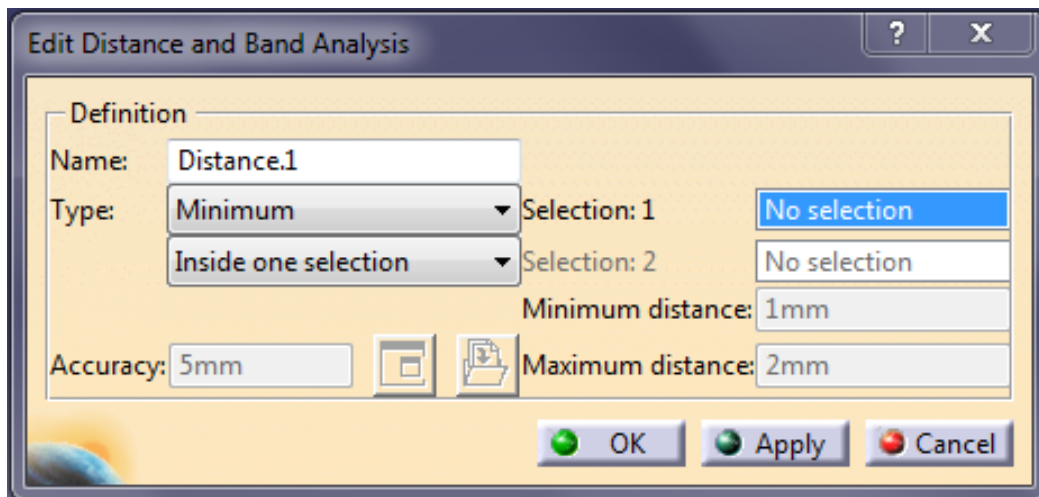 Edit Distance and Band Analysis
? X
Definition
Name: Distance.1
Type: Minimum Selection: 1 No selection
Inside one selection Selection: 2 No selection
Minimum distance: 1mm
Accuracy: 5mm Maximum distance: 2mm
OK Apply Cancel